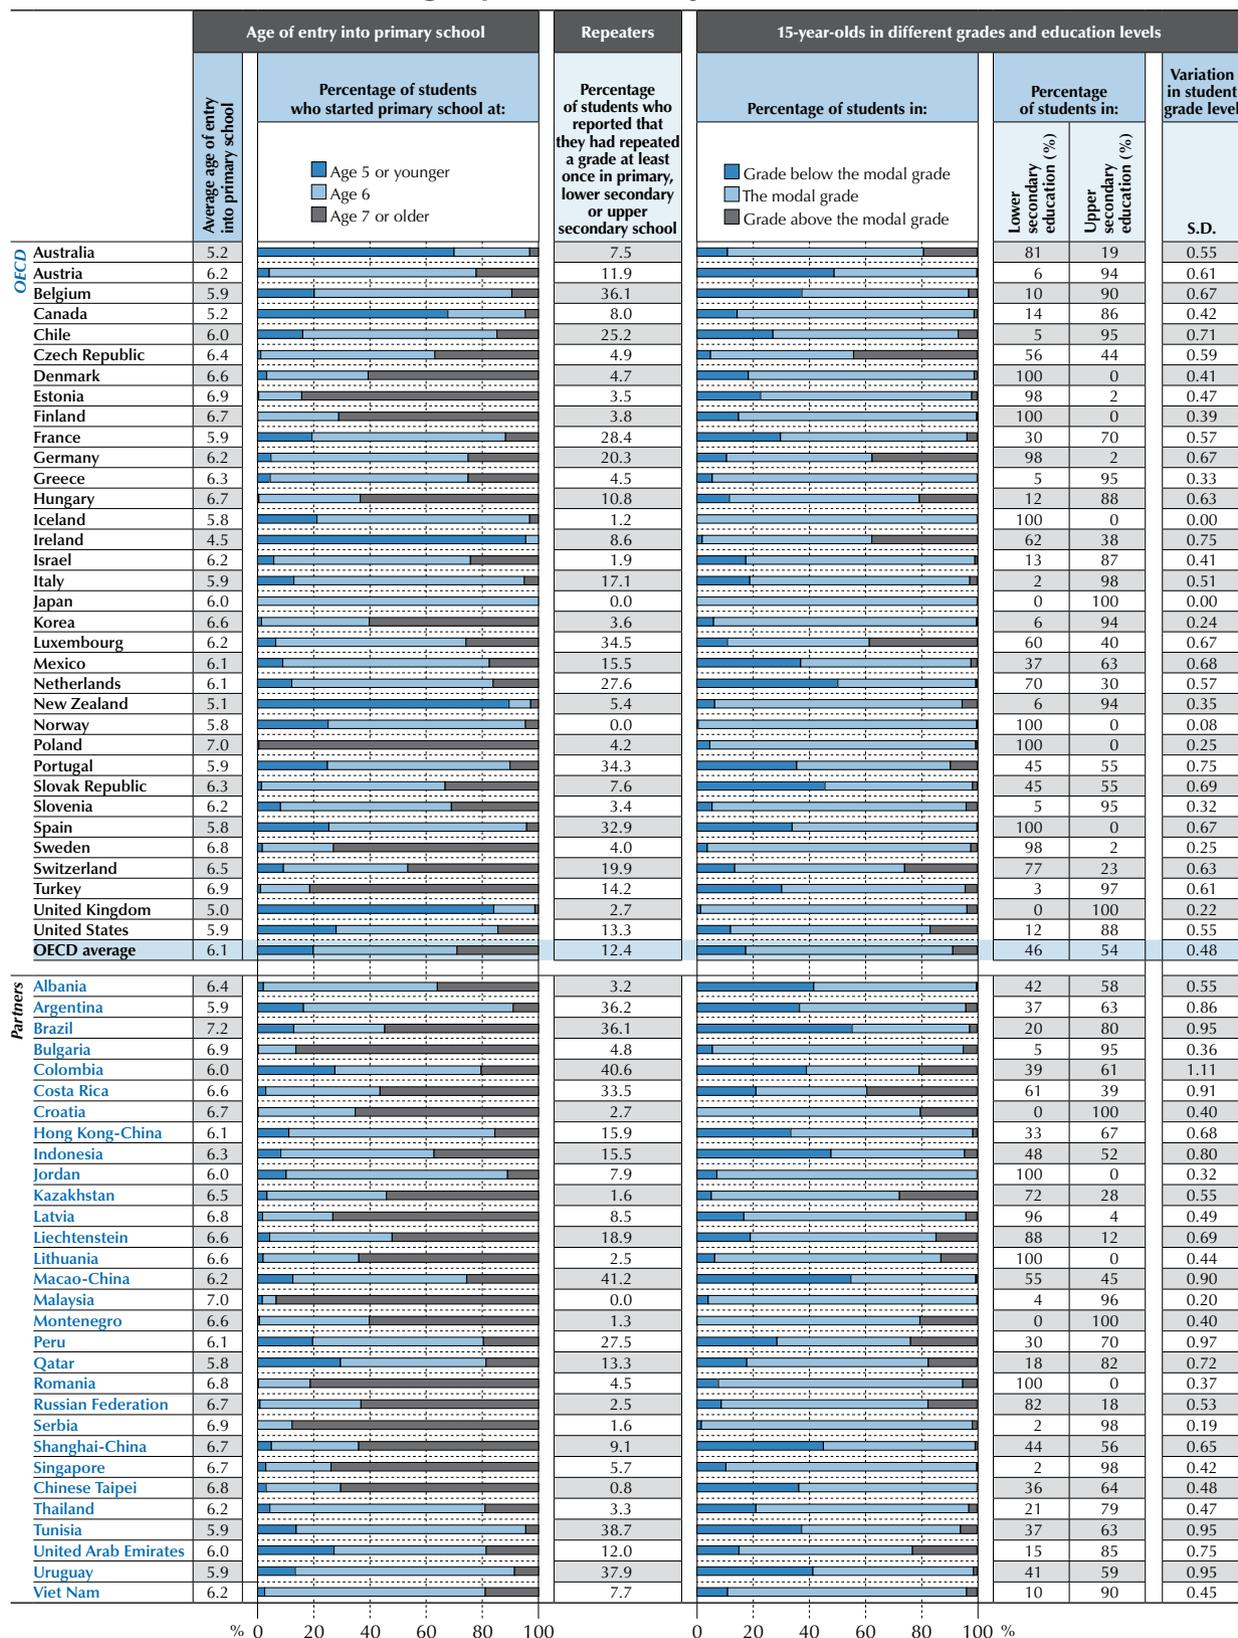 Age of entry into primary school
Repeaters
15-year-olds in different grades and education levels
Average age of entry
into primary school
Percentage of students
who started primary school at:
Age 5 or younger
Age 6
Age 7 or older
Percentage
of students who
reported that
they had repeated
a grade at least
once in primary,
lower secondary
or upper
secondary school
Percentage of students in:
Grade below the modal grade
The modal grade
Grade above the modal grade
Percentage
of students in:
Lower
secondary
education (%)
Upper
secondary
education (%)
Variation
in student
grade level
S.D.
OECD
Australia 5.2 7.5 81 19 0.55
Austria 6.2 11.9 6 94 0.61
Belgium 5.9 36.1 10 90 0.67
Canada 5.2 8.0 14 86 0.42
Chile 6.0 25.2 5 95 0.71
Czech Republic 6.4 4.9 56 44 0.59
Denmark 6.6 4.7 100 0 0.41
Estonia 6.9 3.5 98 2 0.47
Finland 6.7 3.8 100 0 0.39
France 5.9 28.4 30 70 0.57
Germany 6.2 20.3 98 2 0.67
Greece 6.3 4.5 5 95 0.33
Hungary 6.7 10.8 12 88 0.63
Iceland 5.8 1.2 100 0 0.00
Ireland 4.5 8.6 62 38 0.75
Israel 6.2 1.9 13 87 0.41
Italy 5.9 17.1 2 98 0.51
Japan 6.0 0.0 0 100 0.00
Korea 6.6 3.6 6 94 0.24
Luxembourg 6.2 34.5 60 40 0.67
Mexico 6.1 15.5 37 63 0.68
Netherlands 6.1 27.6 70 30 0.57
New Zealand 5.1 5.4 6 94 0.35
Norway 5.8 0.0 100 0 0.08
Poland 7.0 4.2 100 0 0.25
Portugal 5.9 34.3 45 55 0.75
Slovak Republic 6.3 7.6 45 55 0.69
Slovenia 6.2 3.4 5 95 0.32
Spain 5.8 32.9 100 0 0.67
Sweden 6.8 4.0 98 2 0.25
Switzerland 6.5 19.9 77 23 0.63
Turkey 6.9 14.2 3 97 0.61
United Kingdom 5.0 2.7 0 100 0.22
United States 5.9 13.3 12 88 0.55
OECD average 6.1 12.4 46 54 0.48
Partners
Albania 6.4 3.2 42 58 0.55
Argentina 5.9 36.2 37 63 0.86
Brazil 7.2 36.1 20 80 0.95
Bulgaria 6.9 4.8 5 95 0.36
Colombia 6.0 40.6 39 61 1.11
Costa Rica 6.6 33.5 61 39 0.91
Croatia 6.7 2.7 0 100 0.40
Hong Kong-China 6.1 15.9 33 67 0.68
Indonesia 6.3 15.5 48 52 0.80
Jordan 6.0 7.9 100 0 0.32
Kazakhstan 6.5 1.6 72 28 0.55
Latvia 6.8 8.5 96 4 0.49
Liechtenstein 6.6 18.9 88 12 0.69
Lithuania 6.6 2.5 100 0 0.44
Macao-China 6.2 41.2 55 45 0.90
Malaysia 7.0 0.0 4 96 0.20
Montenegro 6.6 1.3 0 100 0.40
Peru 6.1 27.5 30 70 0.97
Qatar 5.8 13.3 18 82 0.72
Romania 6.8 4.5 100 0 0.37
Russian Federation 6.7 2.5 82 18 0.53
Serbia 6.9 1.6 2 98 0.19
Shanghai-China 6.7 9.1 44 56 0.65
Singapore 6.7 5.7 2 98 0.42
Chinese Taipei 6.8 0.8 36 64 0.48
Thailand 6.2 3.3 21 79 0.47
Tunisia 5.9 38.7 37 63 0.95
United Arab Emirates 6.0 12.0 15 85 0.75
Uruguay 5.9 37.9 41 59 0.95
Viet Nam 6.2 7.7 10 90 0.45
% 0 20 40 60 80 100 0 20 40 60 80 100 %